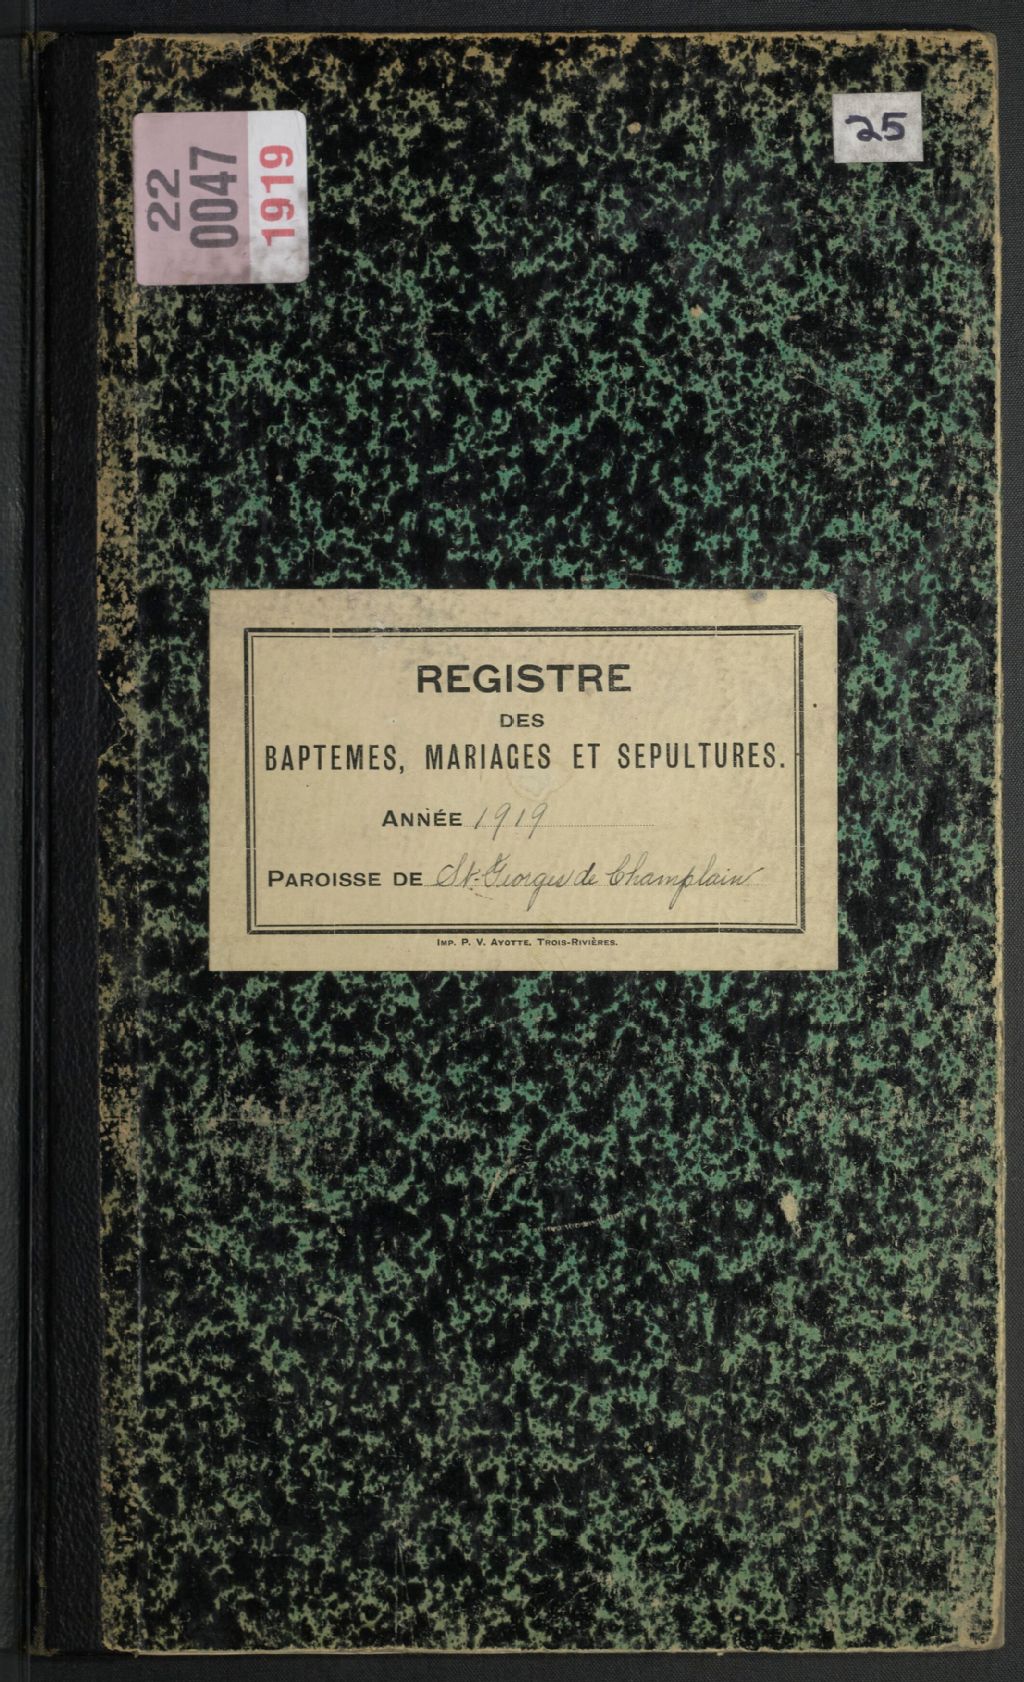 22
0047
1919
25
REGISTRE
DES
BAPTEMES, MARIAGES ET SEPULTURES.
ANNÉE 1919
PAROISSE DE St-Georges de Champlain
IMP. P. V. AYOTTE, TROIS-RIVIÈRES.